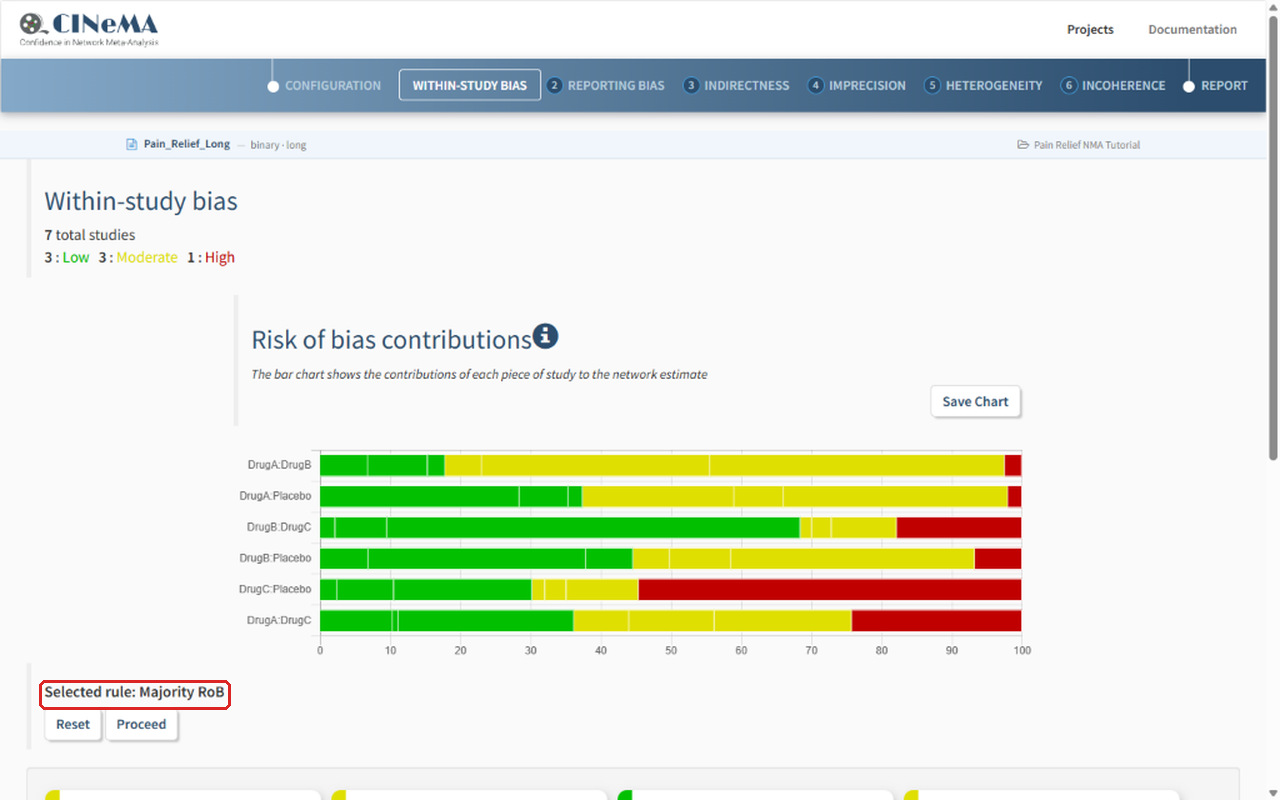 CINeMA
Confidence in Network Meta-Analysis
Projects
Documentation
CONFIGURATION
WITHIN-STUDY BIAS
2 REPORTING BIAS
3 INDIRECTNESS
4 IMPRECISION
5 HETEROGENEITY
6 INCOHERENCE
REPORT
Pain_Relief_Long — binary · long
Pain Relief NMA Tutorial
Within-study bias
7 total studies
3 : Low 3 : Moderate 1 : High
Risk of bias contributions
The bar chart shows the contributions of each piece of study to the network estimate
Save Chart
DrugA:DrugB
DrugA:Placebo
DrugB:DrugC
DrugB:Placebo
DrugC:Placebo
DrugA:DrugC
0 10 20 30 40 50 60 70 80 90 100
Selected rule: Majority RoB
Reset
Proceed